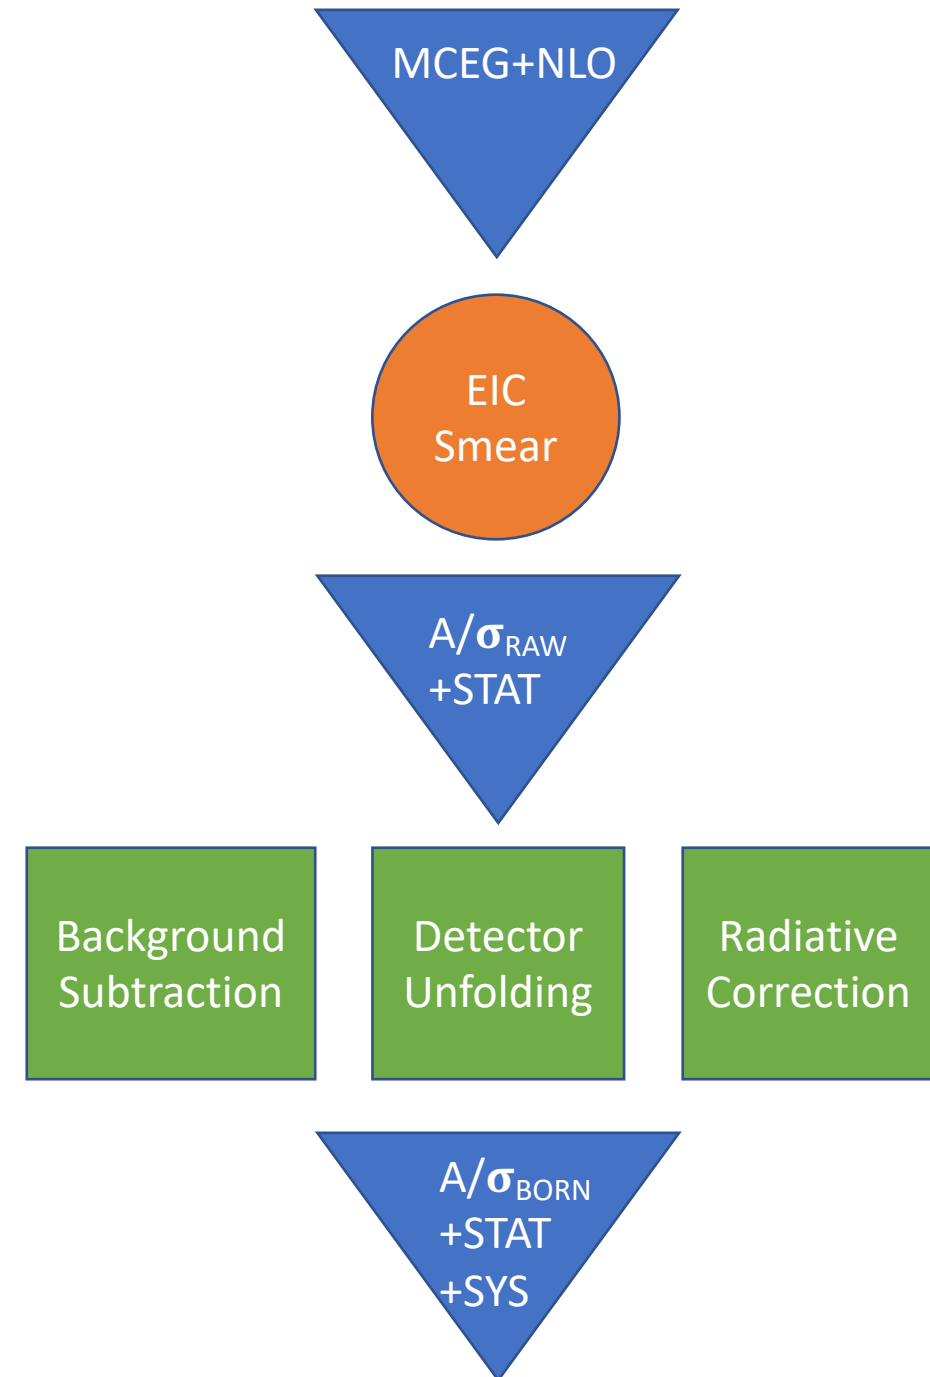 MCEG+NLO
EIC
Smear
A/σRAW
+STAT
Background
Subtraction
Detector
Unfolding
Radiative
Correction
A/σBORN
+STAT
+SYS